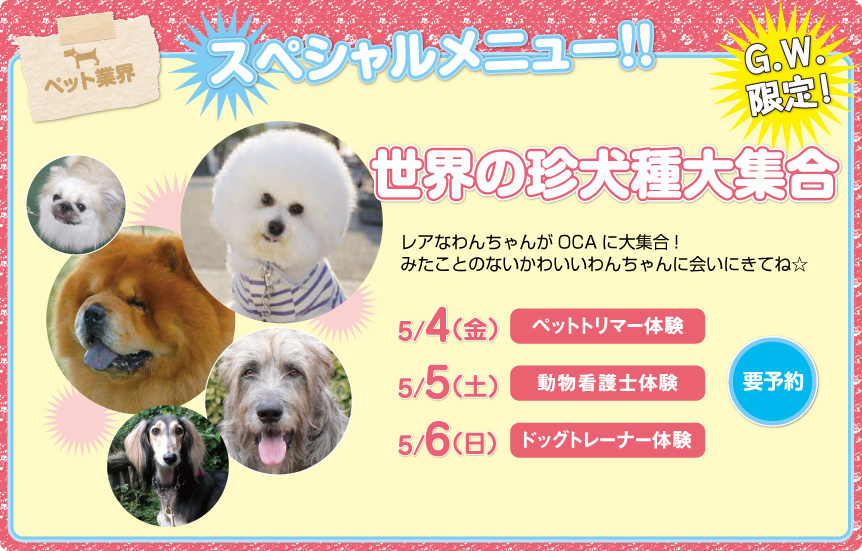 ペット業界
スペシャルメニュー!!
G.W.
限定!
世界の珍犬種大集合
レアなわんちゃんが OCA に大集合!
みたことのないかわいいわんちゃんに会いにきてね☆
5/4(金) ペットトリマー体験
5/5(土) 動物看護士体験
5/6(日) ドッグトレーナー体験
要予約